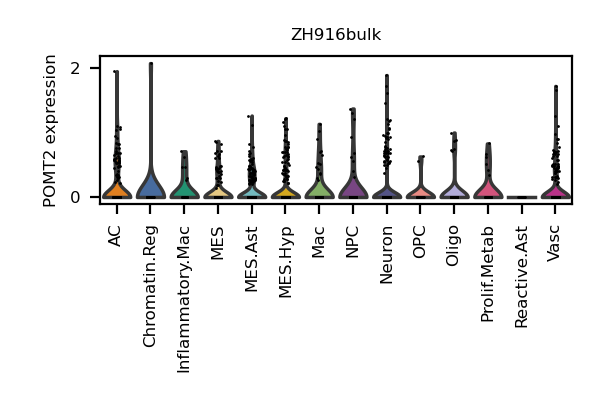 ZH916bulk
POMT2 expression
2
0
AC
Chromatin.Reg
Inflammatory.Mac
MES
MES.Ast
MES.Hyp
Mac
NPC
Neuron
OPC
Oligo
Prolif.Metab
Reactive.Ast
Vasc